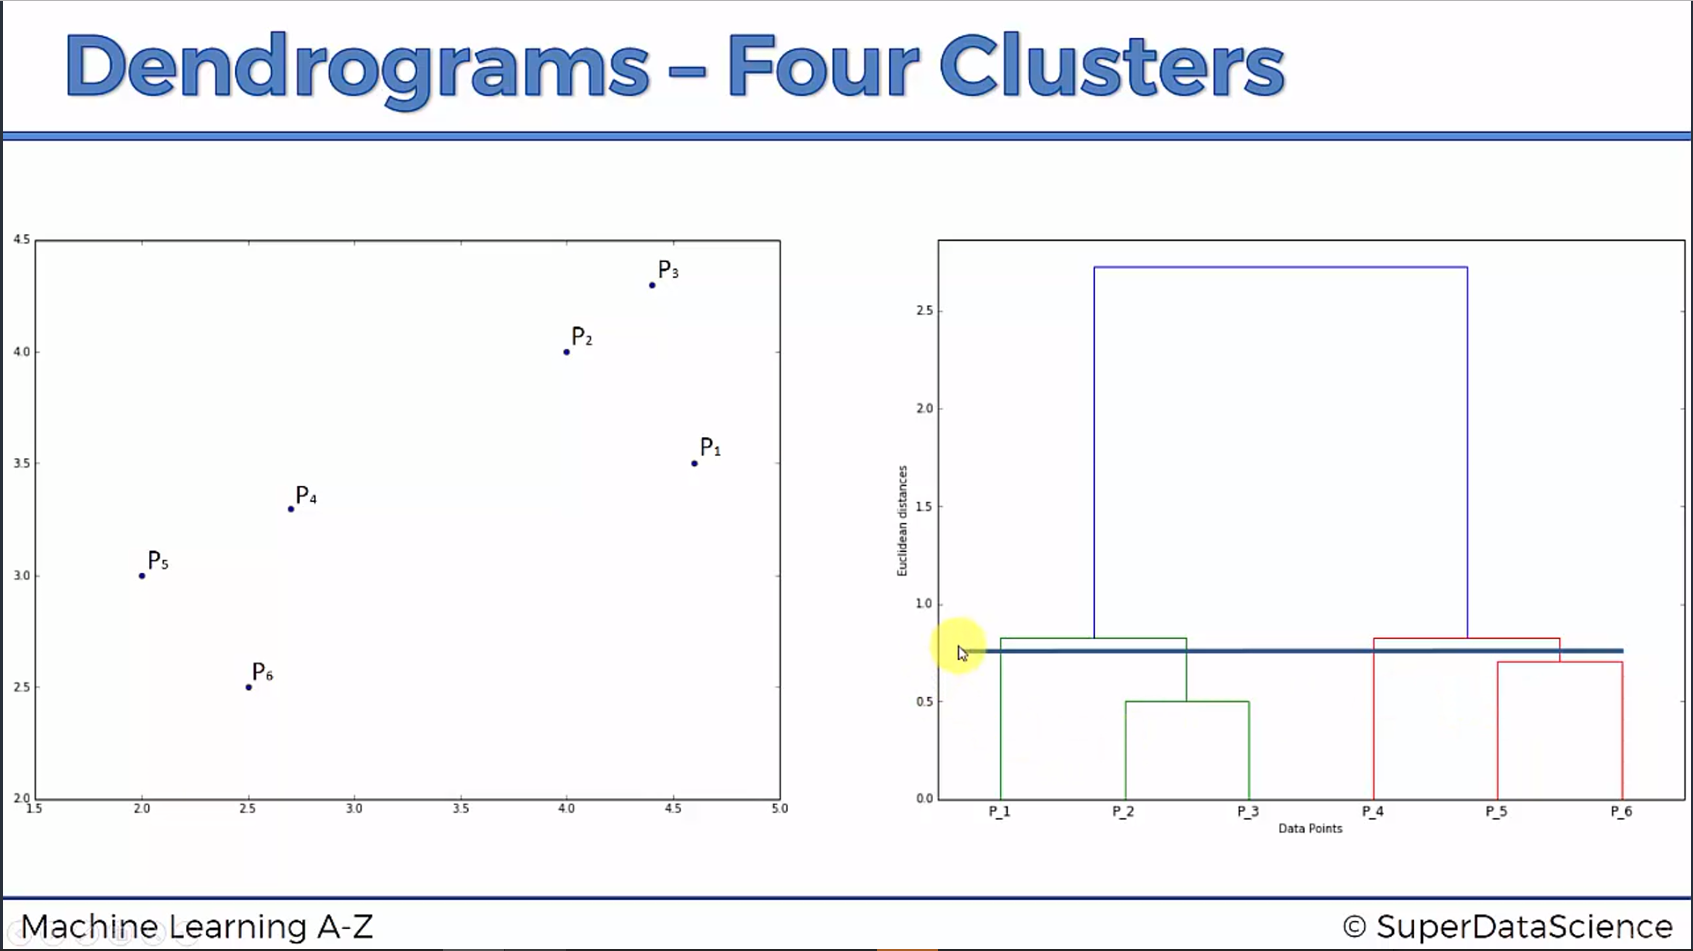 Dendrograms – Four Clusters
4.5
4.0
3.5
3.0
2.5
2.0
1.5 2.0 2.5 3.0 3.5 4.0 4.5 5.0
P₃
P₂
P₁
P₄
P₅
P₆
Euclidean distances
2.5
2.0
1.5
1.0
0.5
0.0
P_1 P_2 P_3 P_4 P_5 P_6
Data Points
Machine Learning A-Z
© SuperDataScience